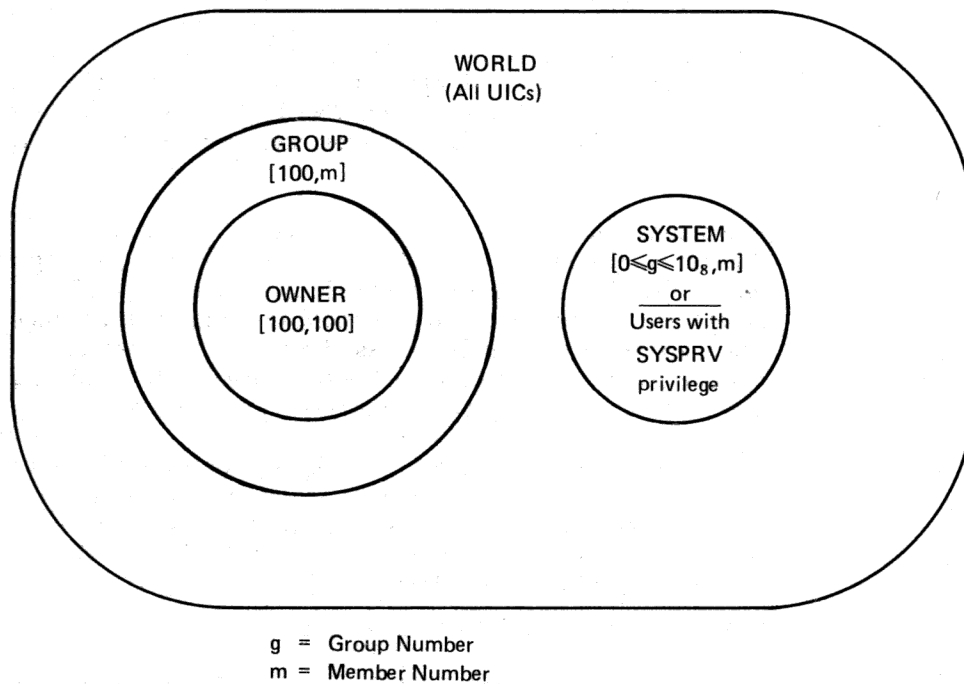 WORLD
(All UICs)
GROUP
[100,m]
OWNER
[100,100]
SYSTEM
[0⩽g⩽10₈,m]
or
Users with
SYSPRV
privilege
g = Group Number
m = Member Number